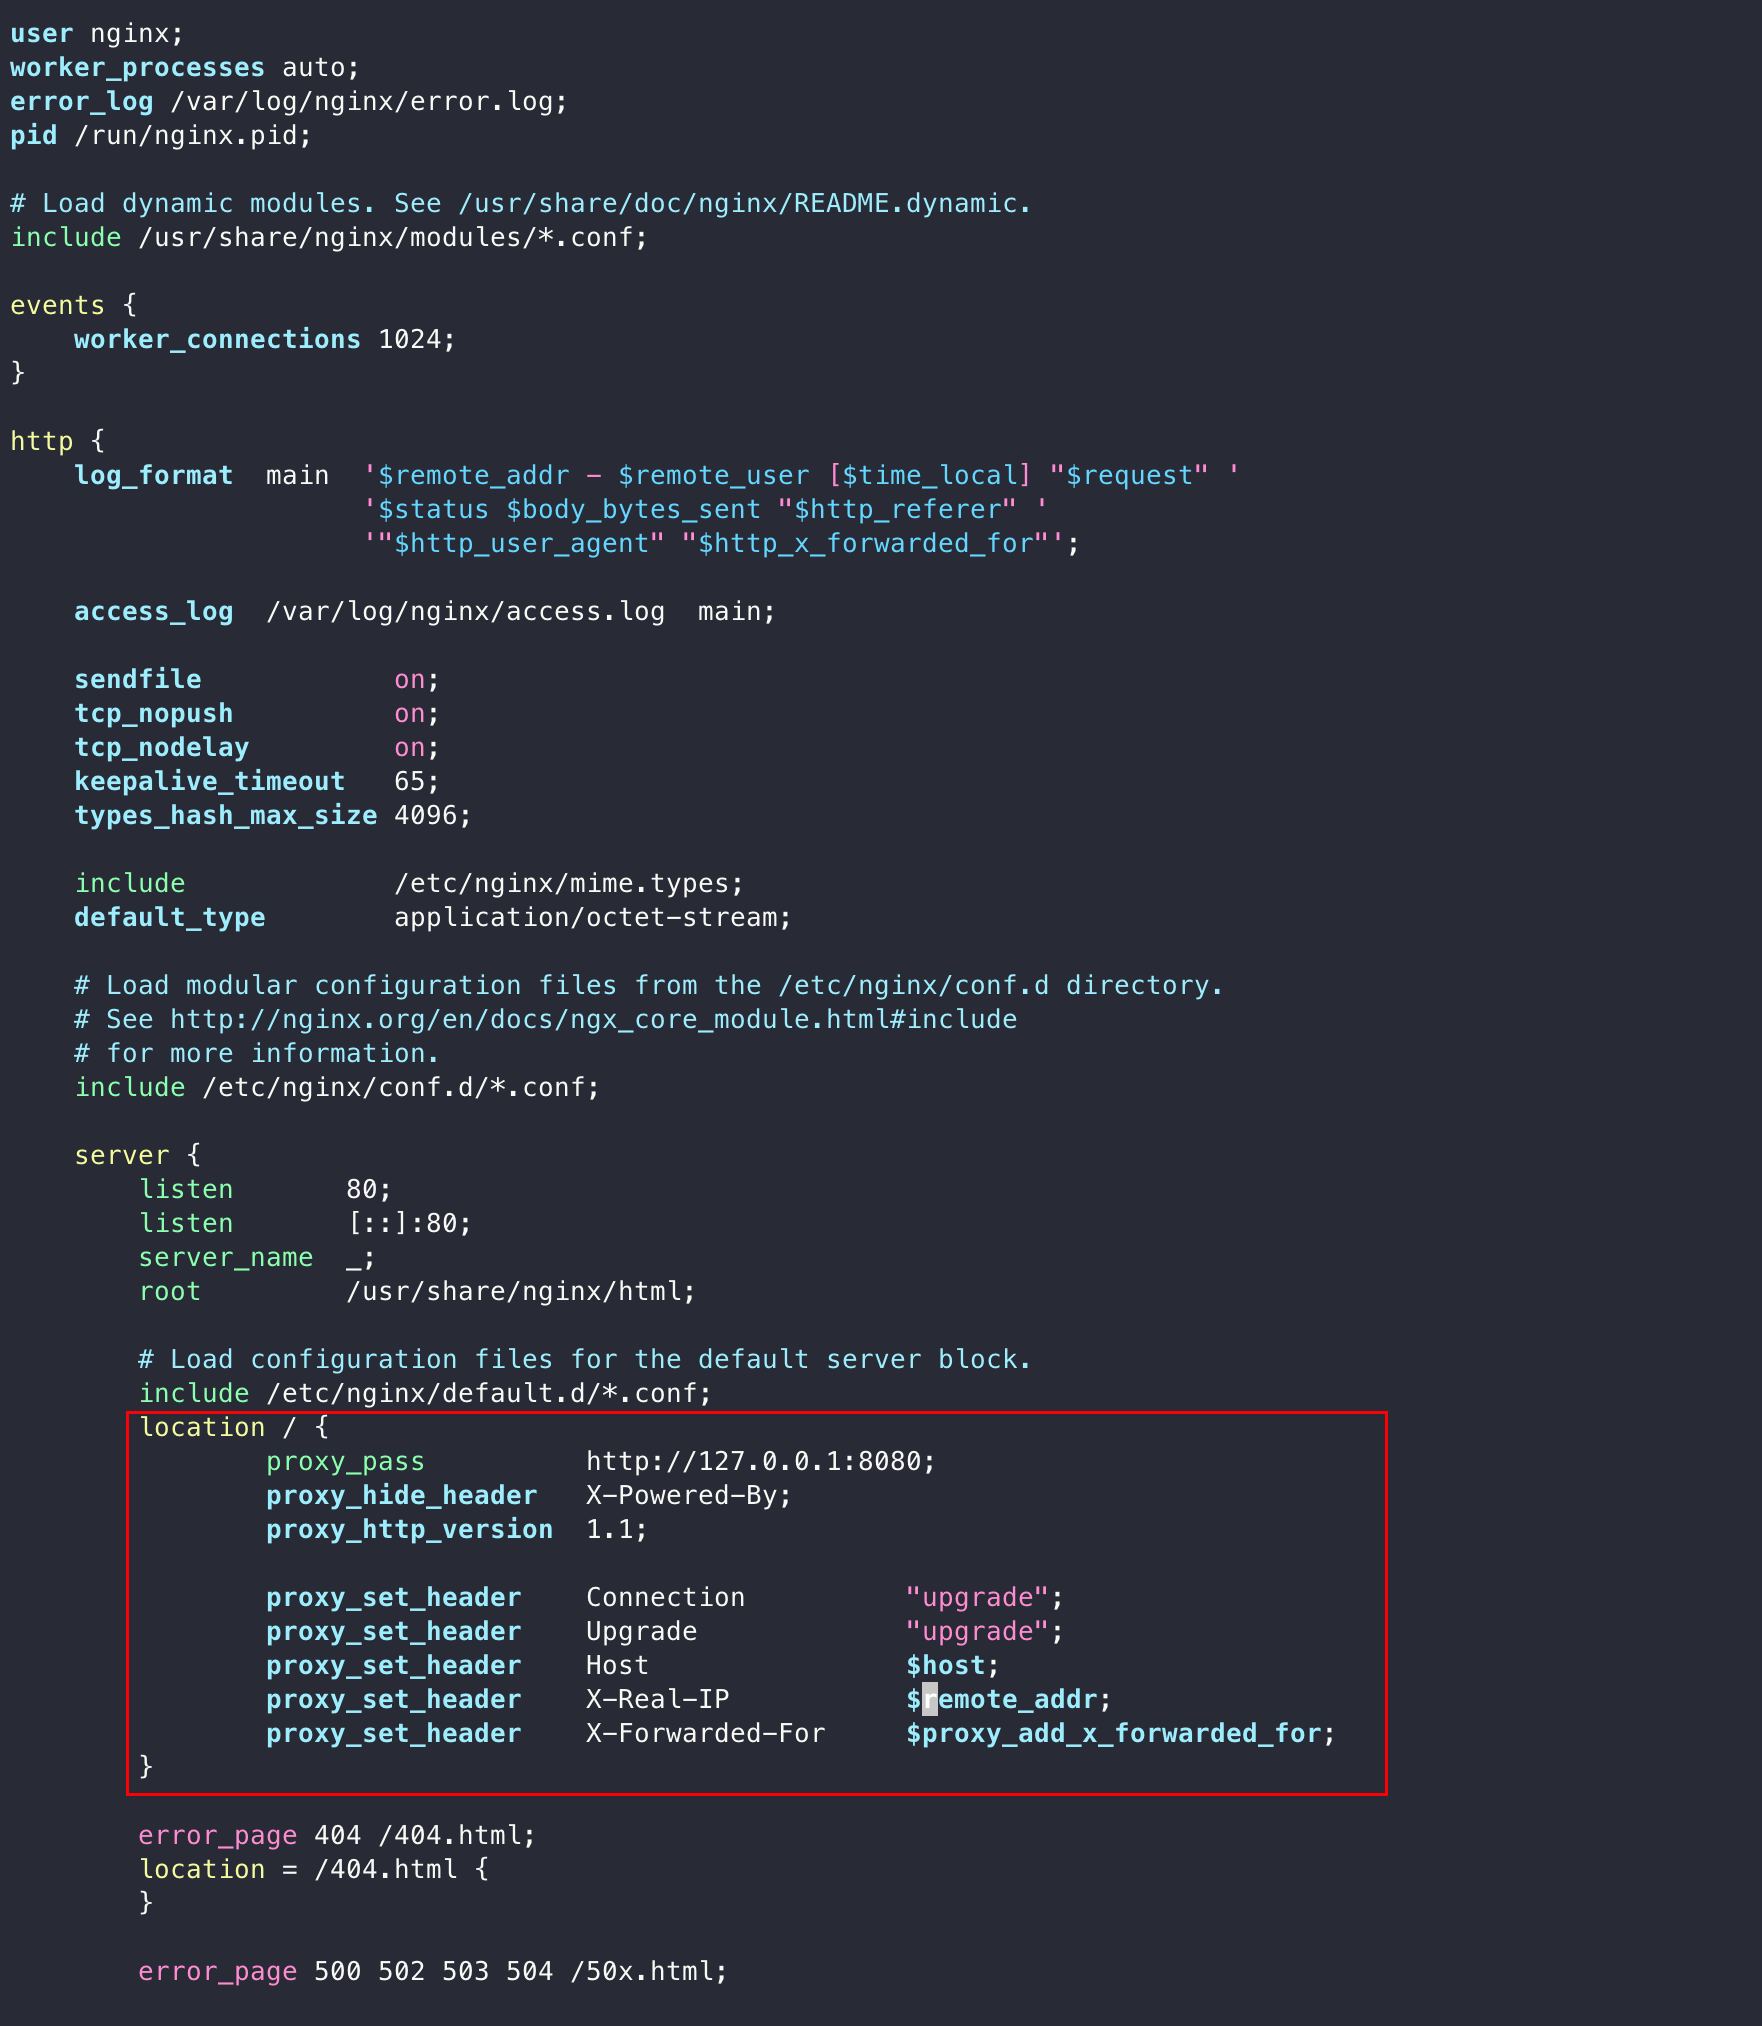 user nginx;
worker_processes auto;
error_log /var/log/nginx/error.log;
pid /run/nginx.pid;

# Load dynamic modules. See /usr/share/doc/nginx/README.dynamic.
include /usr/share/nginx/modules/*.conf;

events {
    worker_connections 1024;
}

http {
    log_format  main  '$remote_addr - $remote_user [$time_local] "$request" '
                      '$status $body_bytes_sent "$http_referer" '
                      '"$http_user_agent" "$http_x_forwarded_for"';

    access_log  /var/log/nginx/access.log  main;

    sendfile            on;
    tcp_nopush          on;
    tcp_nodelay         on;
    keepalive_timeout   65;
    types_hash_max_size 4096;

    include             /etc/nginx/mime.types;
    default_type        application/octet-stream;

    # Load modular configuration files from the /etc/nginx/conf.d directory.
    # See http://nginx.org/en/docs/ngx_core_module.html#include
    # for more information.
    include /etc/nginx/conf.d/*.conf;

    server {
        listen       80;
        listen       [::]:80;
        server_name  _;
        root         /usr/share/nginx/html;

        # Load configuration files for the default server block.
        include /etc/nginx/default.d/*.conf;
        location / {
                proxy_pass          http://127.0.0.1:8080;
                proxy_hide_header   X-Powered-By;
                proxy_http_version  1.1;

                proxy_set_header    Connection          "upgrade";
                proxy_set_header    Upgrade             "upgrade";
                proxy_set_header    Host                $host;
                proxy_set_header    X-Real-IP           $remote_addr;
                proxy_set_header    X-Forwarded-For     $proxy_add_x_forwarded_for;
        }

        error_page 404 /404.html;
        location = /404.html {
        }

        error_page 500 502 503 504 /50x.html;